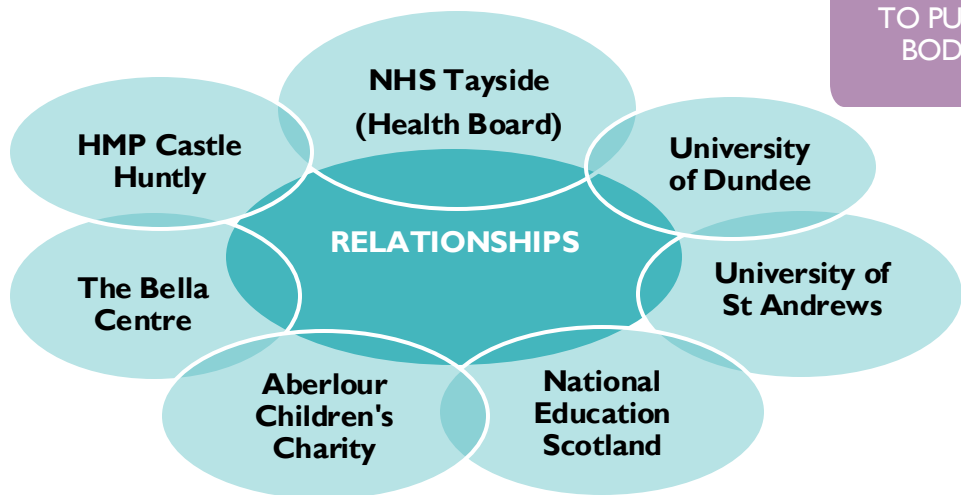 TO PU
BOD
NHS Tayside
(Health Board)
HMP Castle
Huntly
University
of Dundee
RELATIONSHIPS
The Bella
Centre
University of
St Andrews
Aberlour
Children's
Charity
National
Education
Scotland